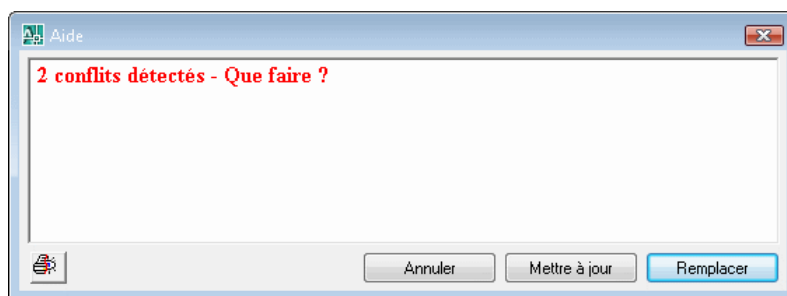 Aide
2 conflits détectés - Que faire ?
Annuler
Mettre à jour
Remplacer